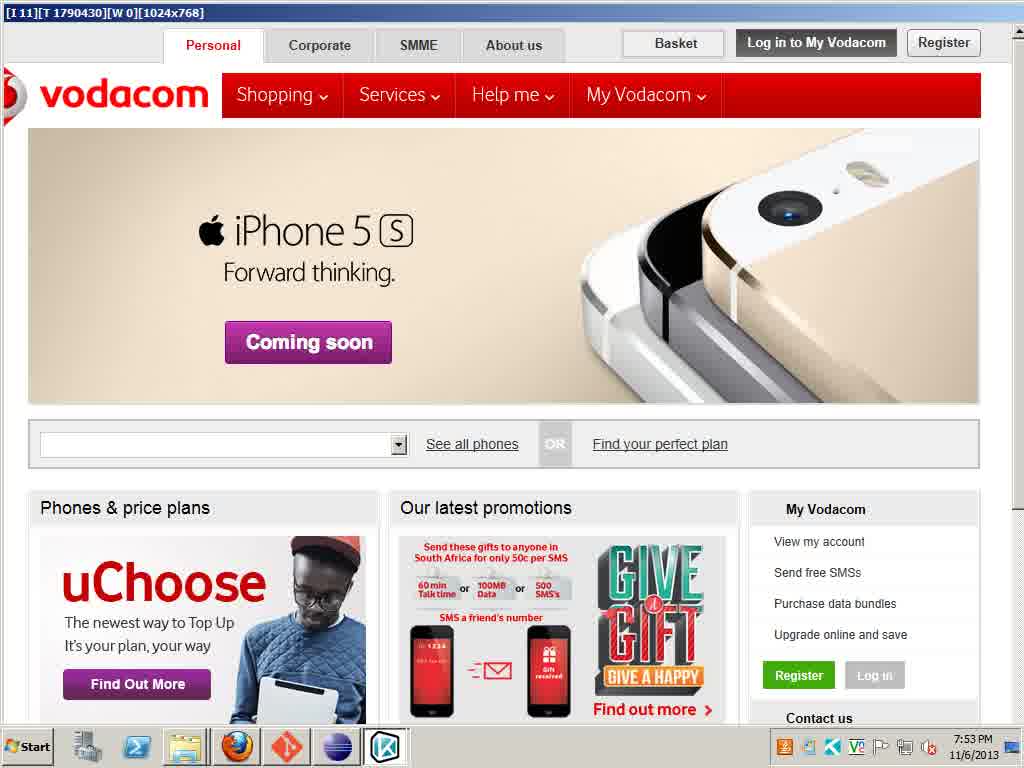 [I 11][T 1790430][W 0][1024x768]
Personal
Corporate
SMME
About us
Basket
Log in to My Vodacom
Register
vodacom
Shopping
Services
Help me
My Vodacom
iPhone 5 S
Forward thinking.
Coming soon
See all phones
OR
Find your perfect plan
Phones & price plans
uChoose
The newest way to Top Up
It's your plan, your way
Find Out More
Our latest promotions
Send these gifts to anyone in
South Africa for only 50c per SMS
60 min
Talktime
or
100MB
Data
or
500
SMS's
SMS a friend's number
GIFT
received
GIVE
a
GIFT
GIVE A HAPPY
Find out more >
My Vodacom
View my account
Send free SMSs
Purchase data bundles
Upgrade online and save
Register
Log in
Contact us
Start
7:53 PM
11/6/2013